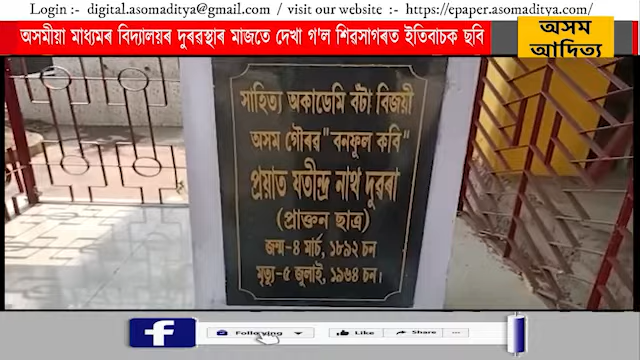 Login :- digital.asomaditya@gmail.com / visit our website :- https://epaper.asomaditya.com/
অসমীয়া মাধ্যমৰ বিদ্যালয়ৰ দুৰৱস্থাৰ মাজতে দেখা গ'ল শিৱসাগৰত ইতিবাচক ছবি
অসম
আদিত্য
সাহিত্য অকাডেমি বটা বিজয়ী
অসম গৌৰৱ "বনফুল কবি"
প্ৰয়াত যতীন্দ্ৰ নাথ দুৱৰা
(প্ৰাক্তন ছাত্ৰ)
জন্ম-৪ মাৰ্চ, ১৮৯২ চন
মৃত্যু-৫ জুলাই, ১৯৬৪ চন।
f
Following
Like
Share